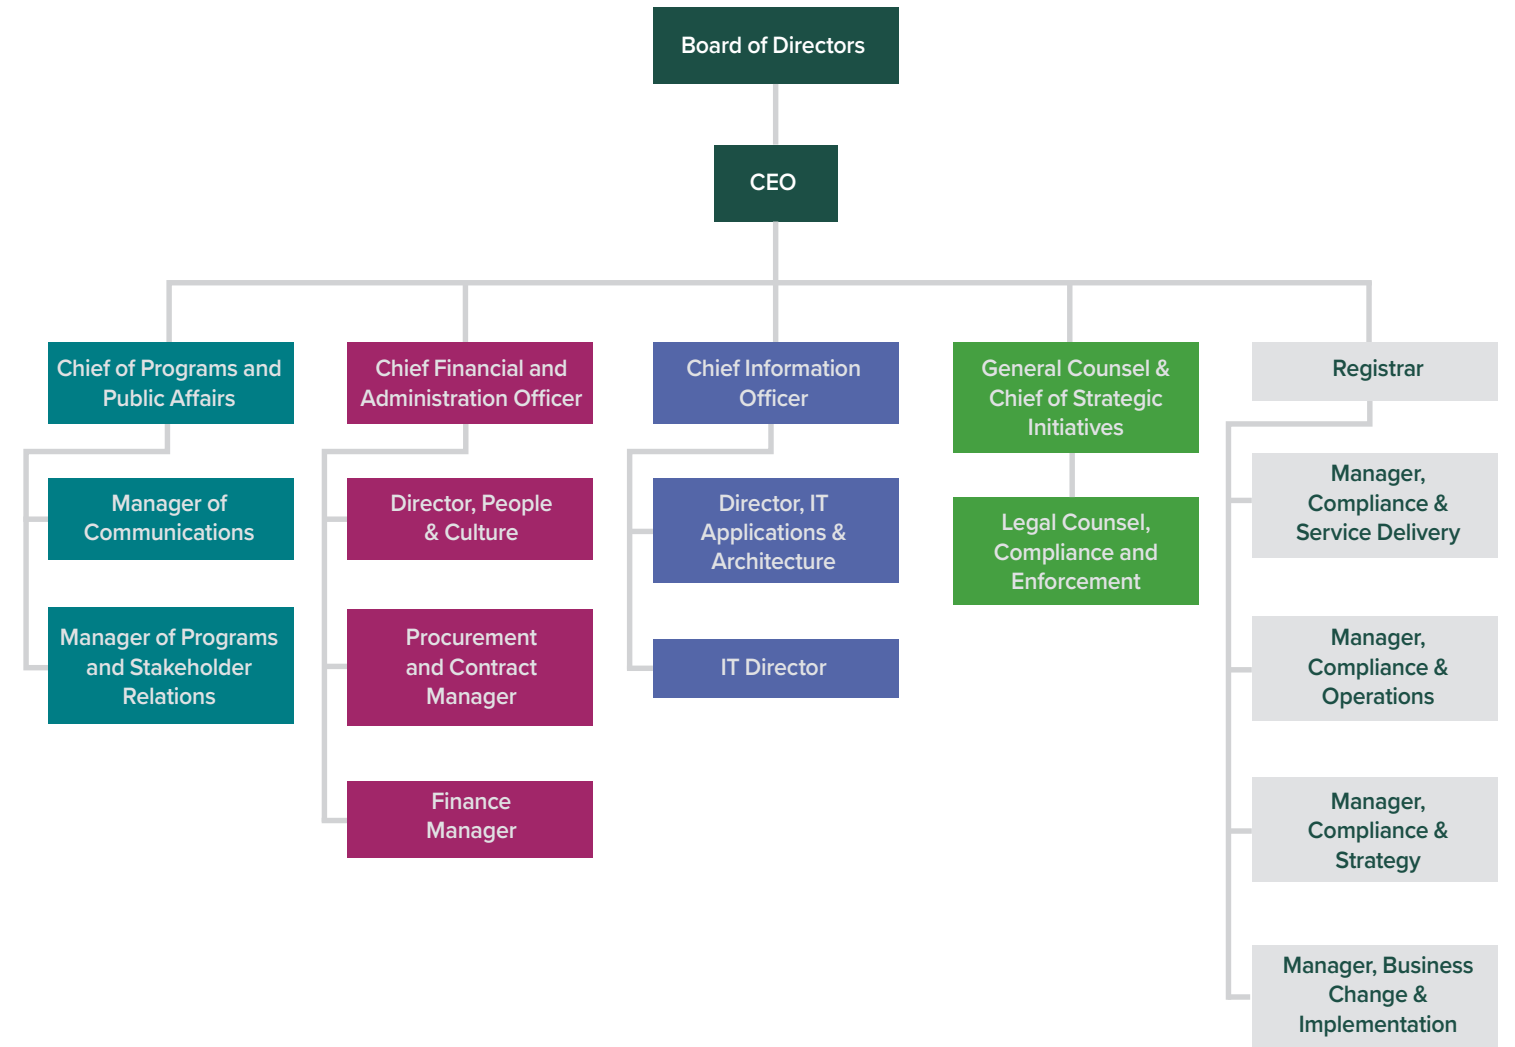 Board of Directors
CEO
Chief of Programs and
Public Affairs
Manager of
Communications
Manager of Programs
and Stakeholder
Relations
Chief Financial and
Administration Officer
Director, People
& Culture
Procurement
and Contract
Manager
Finance
Manager
Chief Information
Officer
Director, IT
Applications &
Architecture
IT Director
General Counsel &
Chief of Strategic
Initiatives
Legal Counsel,
Compliance and
Enforcement
Registrar
Manager,
Compliance &
Service Delivery
Manager,
Compliance &
Operations
Manager,
Compliance &
Strategy
Manager, Business
Change &
Implementation